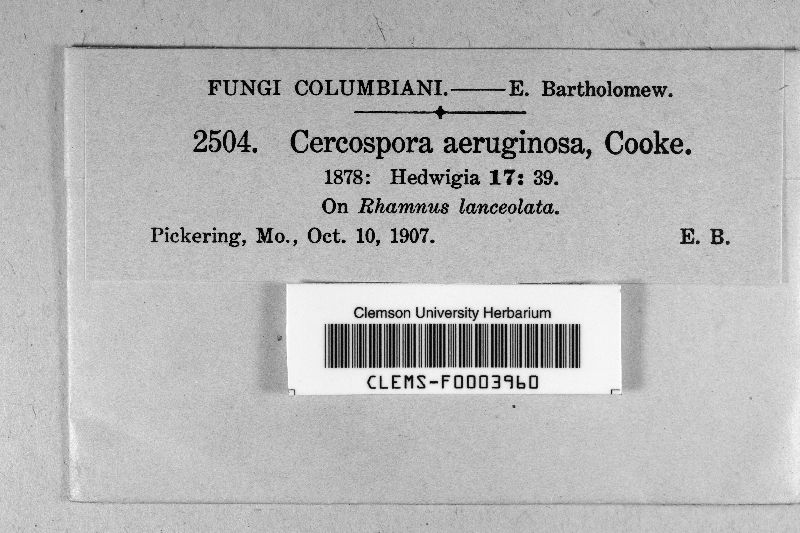 FUNGI COLUMBIANI.——E. Bartholomew.
2504. Cercospora aeruginosa, Cooke.
1878: Hedwigia 17: 39.
On Rhamnus lanceolata.
Pickering, Mo., Oct. 10, 1907. E. B.
Clemson University Herbarium
CLEMS-F0003960